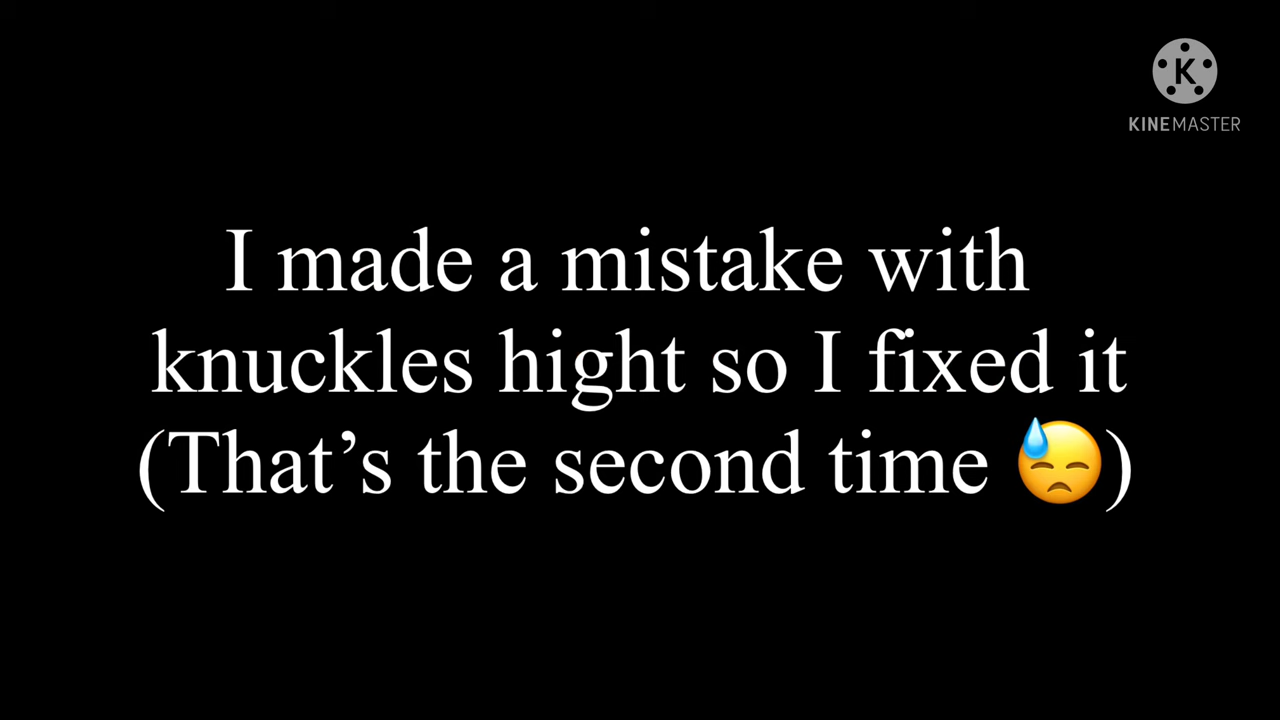 K
KINEMASTER
I made a mistake with
knuckles hight so I fixed it
(That’s the second time 😓)